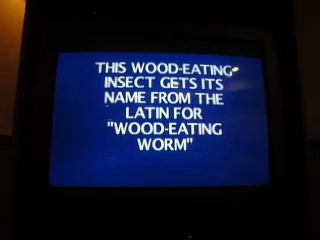 THIS WOOD-EATING
INSECT GETS ITS
NAME FROM THE
LATIN FOR
"WOOD-EATING
WORM"